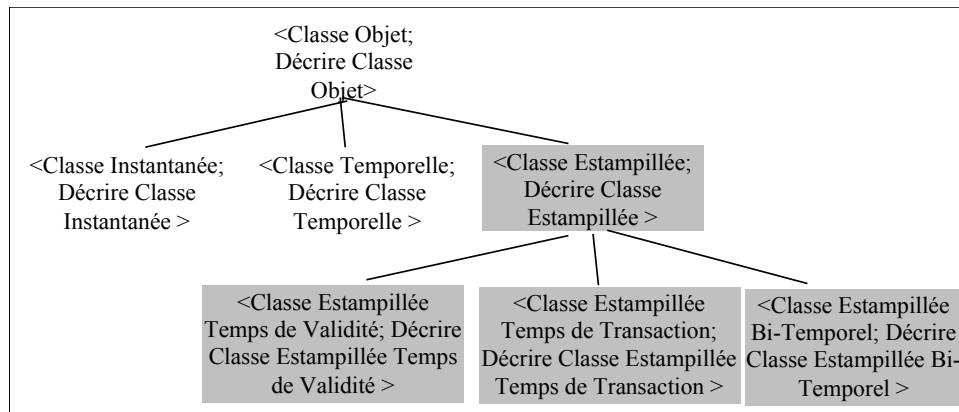 <Classe Objet;
Décrire Classe
Objet>
<Classe Instantanée;
Décrire Classe
Instantanée >
<Classe Temporelle;
Décrire Classe
Temporelle >
<Classe Estampillée;
Décrire Classe
Estampillée >
<Classe Estampillée
Temps de Validité; Décrire
Classe Estampillée Temps
de Validité >
<Classe Estampillée
Temps de Transaction;
Décrire Classe Estampillée
Temps de Transaction >
<Classe Estampillée
Bi-Temporel; Décrire
Classe Estampillée Bi-
Temporel >